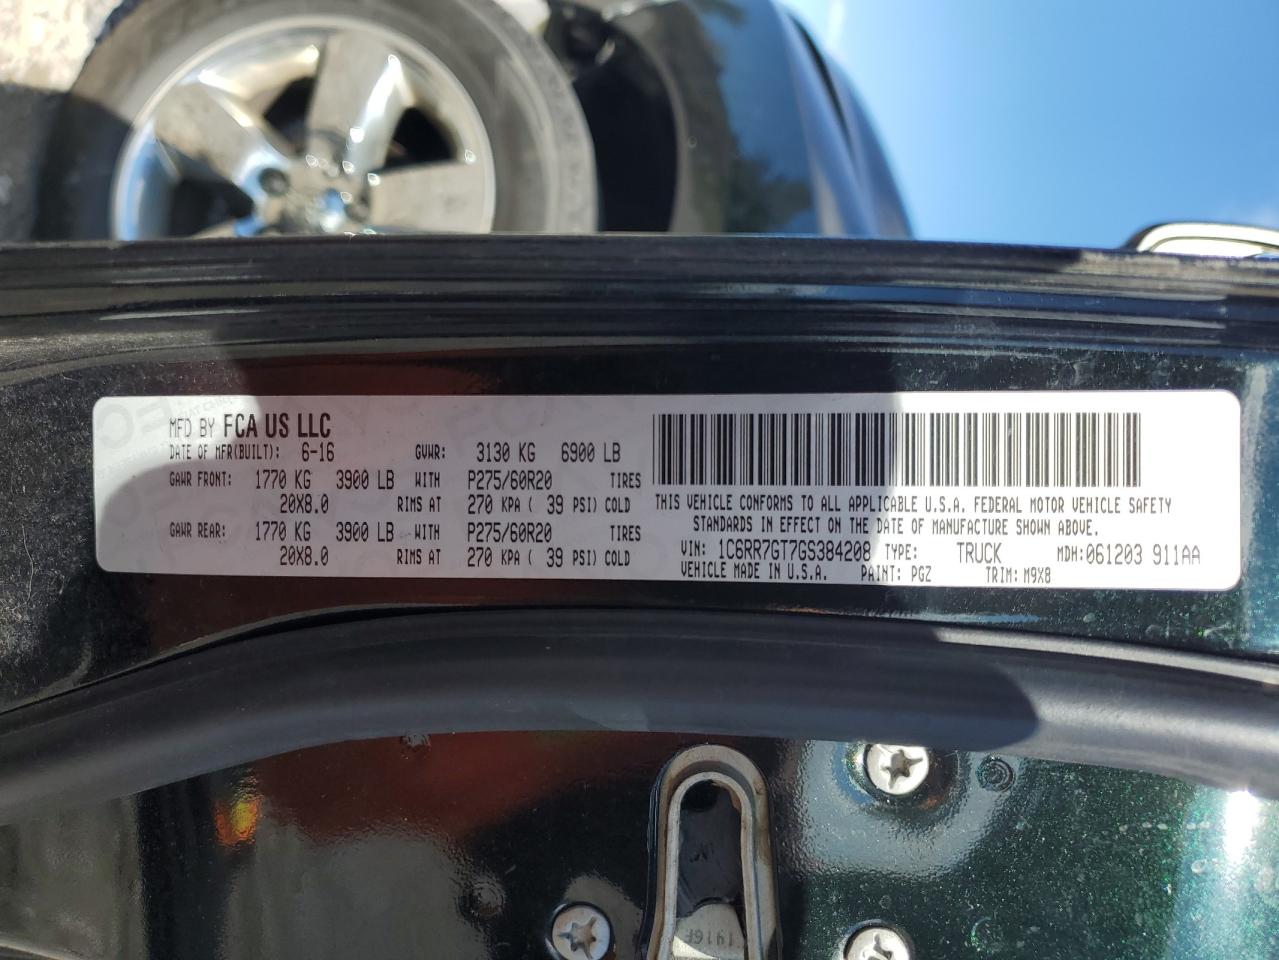 MFD BY FCA US LLC
DATE OF MFR(BUILT): 6-16 GVWR: 3130 KG 6900 LB
GAWR FRONT: 1770 KG 3900 LB WITH P275/60R20 TIRES
20X8.0 RIMS AT 270 KPA ( 39 PSI) COLD
GAWR REAR: 1770 KG 3900 LB WITH P275/60R20 TIRES
20X8.0 RIMS AT 270 KPA ( 39 PSI) COLD
THIS VEHICLE CONFORMS TO ALL APPLICABLE U.S.A. FEDERAL MOTOR VEHICLE SAFETY
STANDARDS IN EFFECT ON THE DATE OF MANUFACTURE SHOWN ABOVE.
VIN: 1C6RR7GT7GS384208 TYPE: TRUCK MDH:061203 911AA
VEHICLE MADE IN U.S.A. PAINT: PGZ TRIM: M9X8